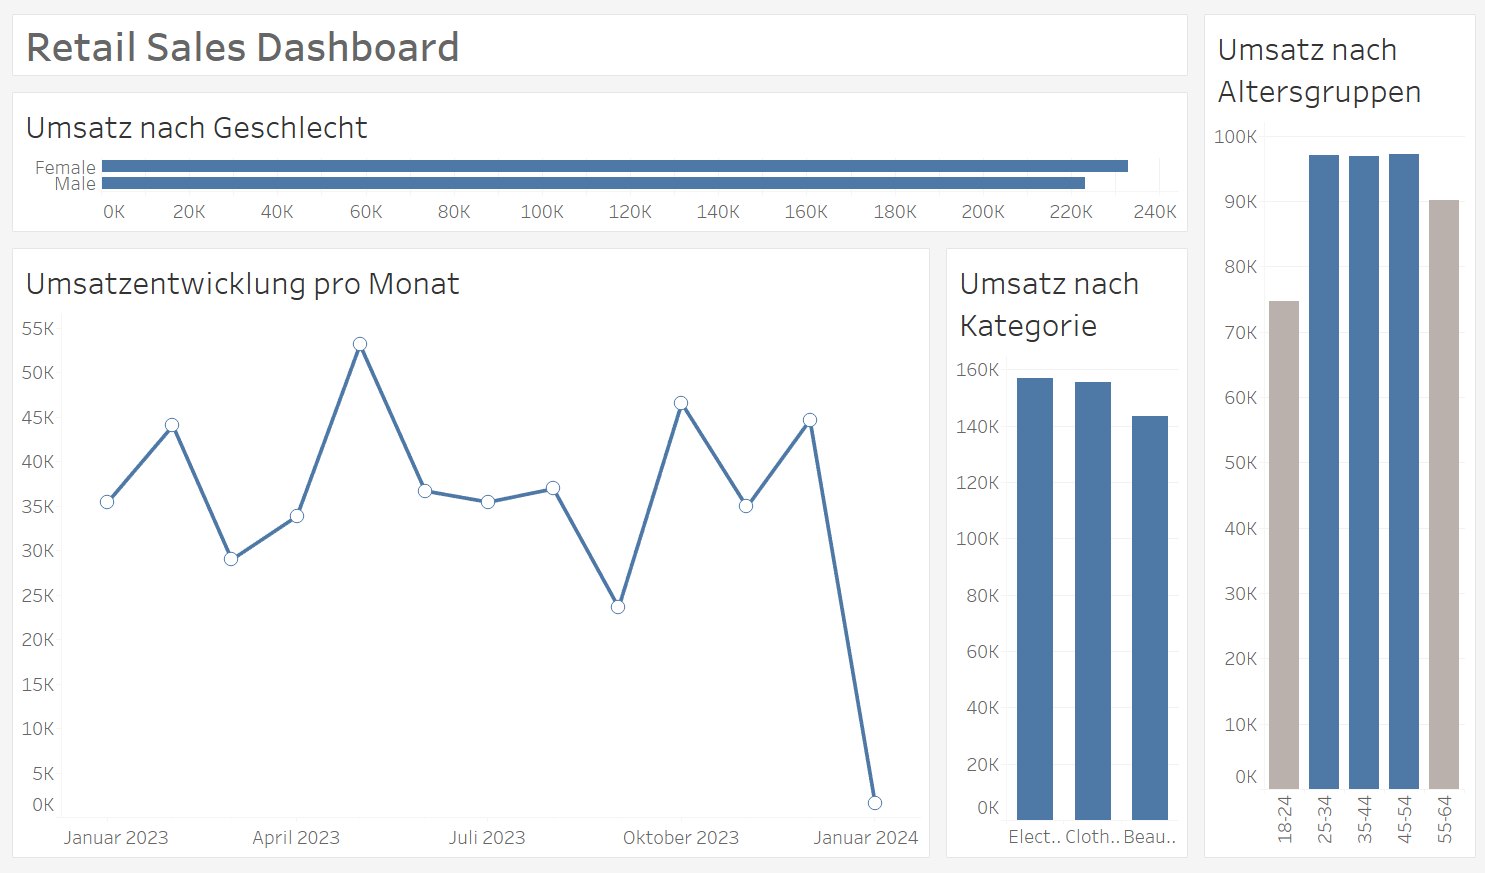 Retail Sales Dashboard
Umsatz nach Geschlecht
Female
Male
0K 20K 40K 60K 80K 100K 120K 140K 160K 180K 200K 220K 240K
Umsatzentwicklung pro Monat
55K
50K
45K
40K
35K
30K
25K
20K
15K
10K
5K
0K
Januar 2023 April 2023 Juli 2023 Oktober 2023 Januar 2024
Umsatz nach
Kategorie
160K
140K
120K
100K
80K
60K
40K
20K
0K
Elect.. Cloth.. Beau..
Umsatz nach
Altersgruppen
100K
90K
80K
70K
60K
50K
40K
30K
20K
10K
0K
18-24 25-34 35-44 45-54 55-64